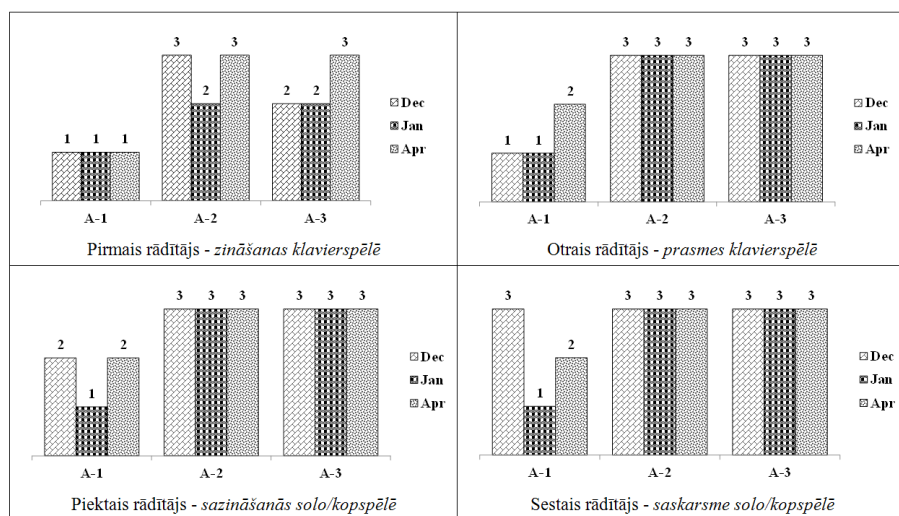 3 3 3
2 2 2
1 1 1
Dec
Jan
Apr
A-1 A-2 A-3
Pirmais rādītājs - zināšanas klavierspēlē
3 3 3 3 3 3
2
1 1
Dec
Jan
Apr
A-1 A-2 A-3
Otrais rādītājs - prasmes klavierspēlē
3 3 3 3 3 3
2 2
1
Dec
Jan
Apr
A-1 A-2 A-3
Piektais rādītājs - sazināšanās solo/kopspēlē
3 3 3 3 3 3 3
2
1
Dec
Jan
Apr
A-1 A-2 A-3
Sestais rādītājs - saskarsme solo/kopspēlē